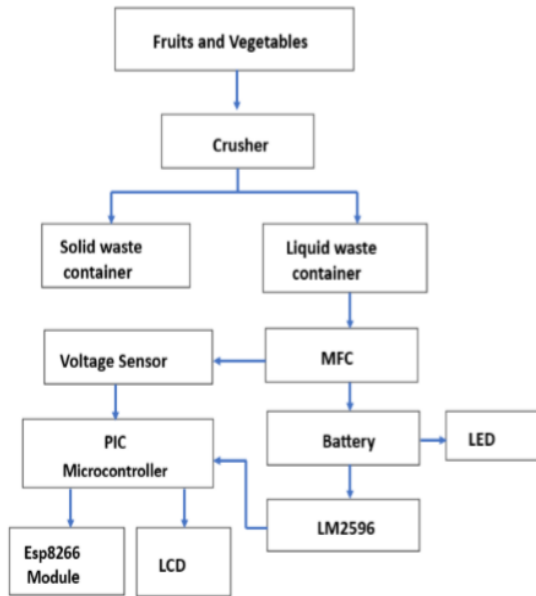 Fruits and Vegetables
Crusher
Solid waste
container
Liquid waste
container
Voltage Sensor
MFC
PIC
Microcontroller
Battery
LED
LM2596
Esp8266
Module
LCD